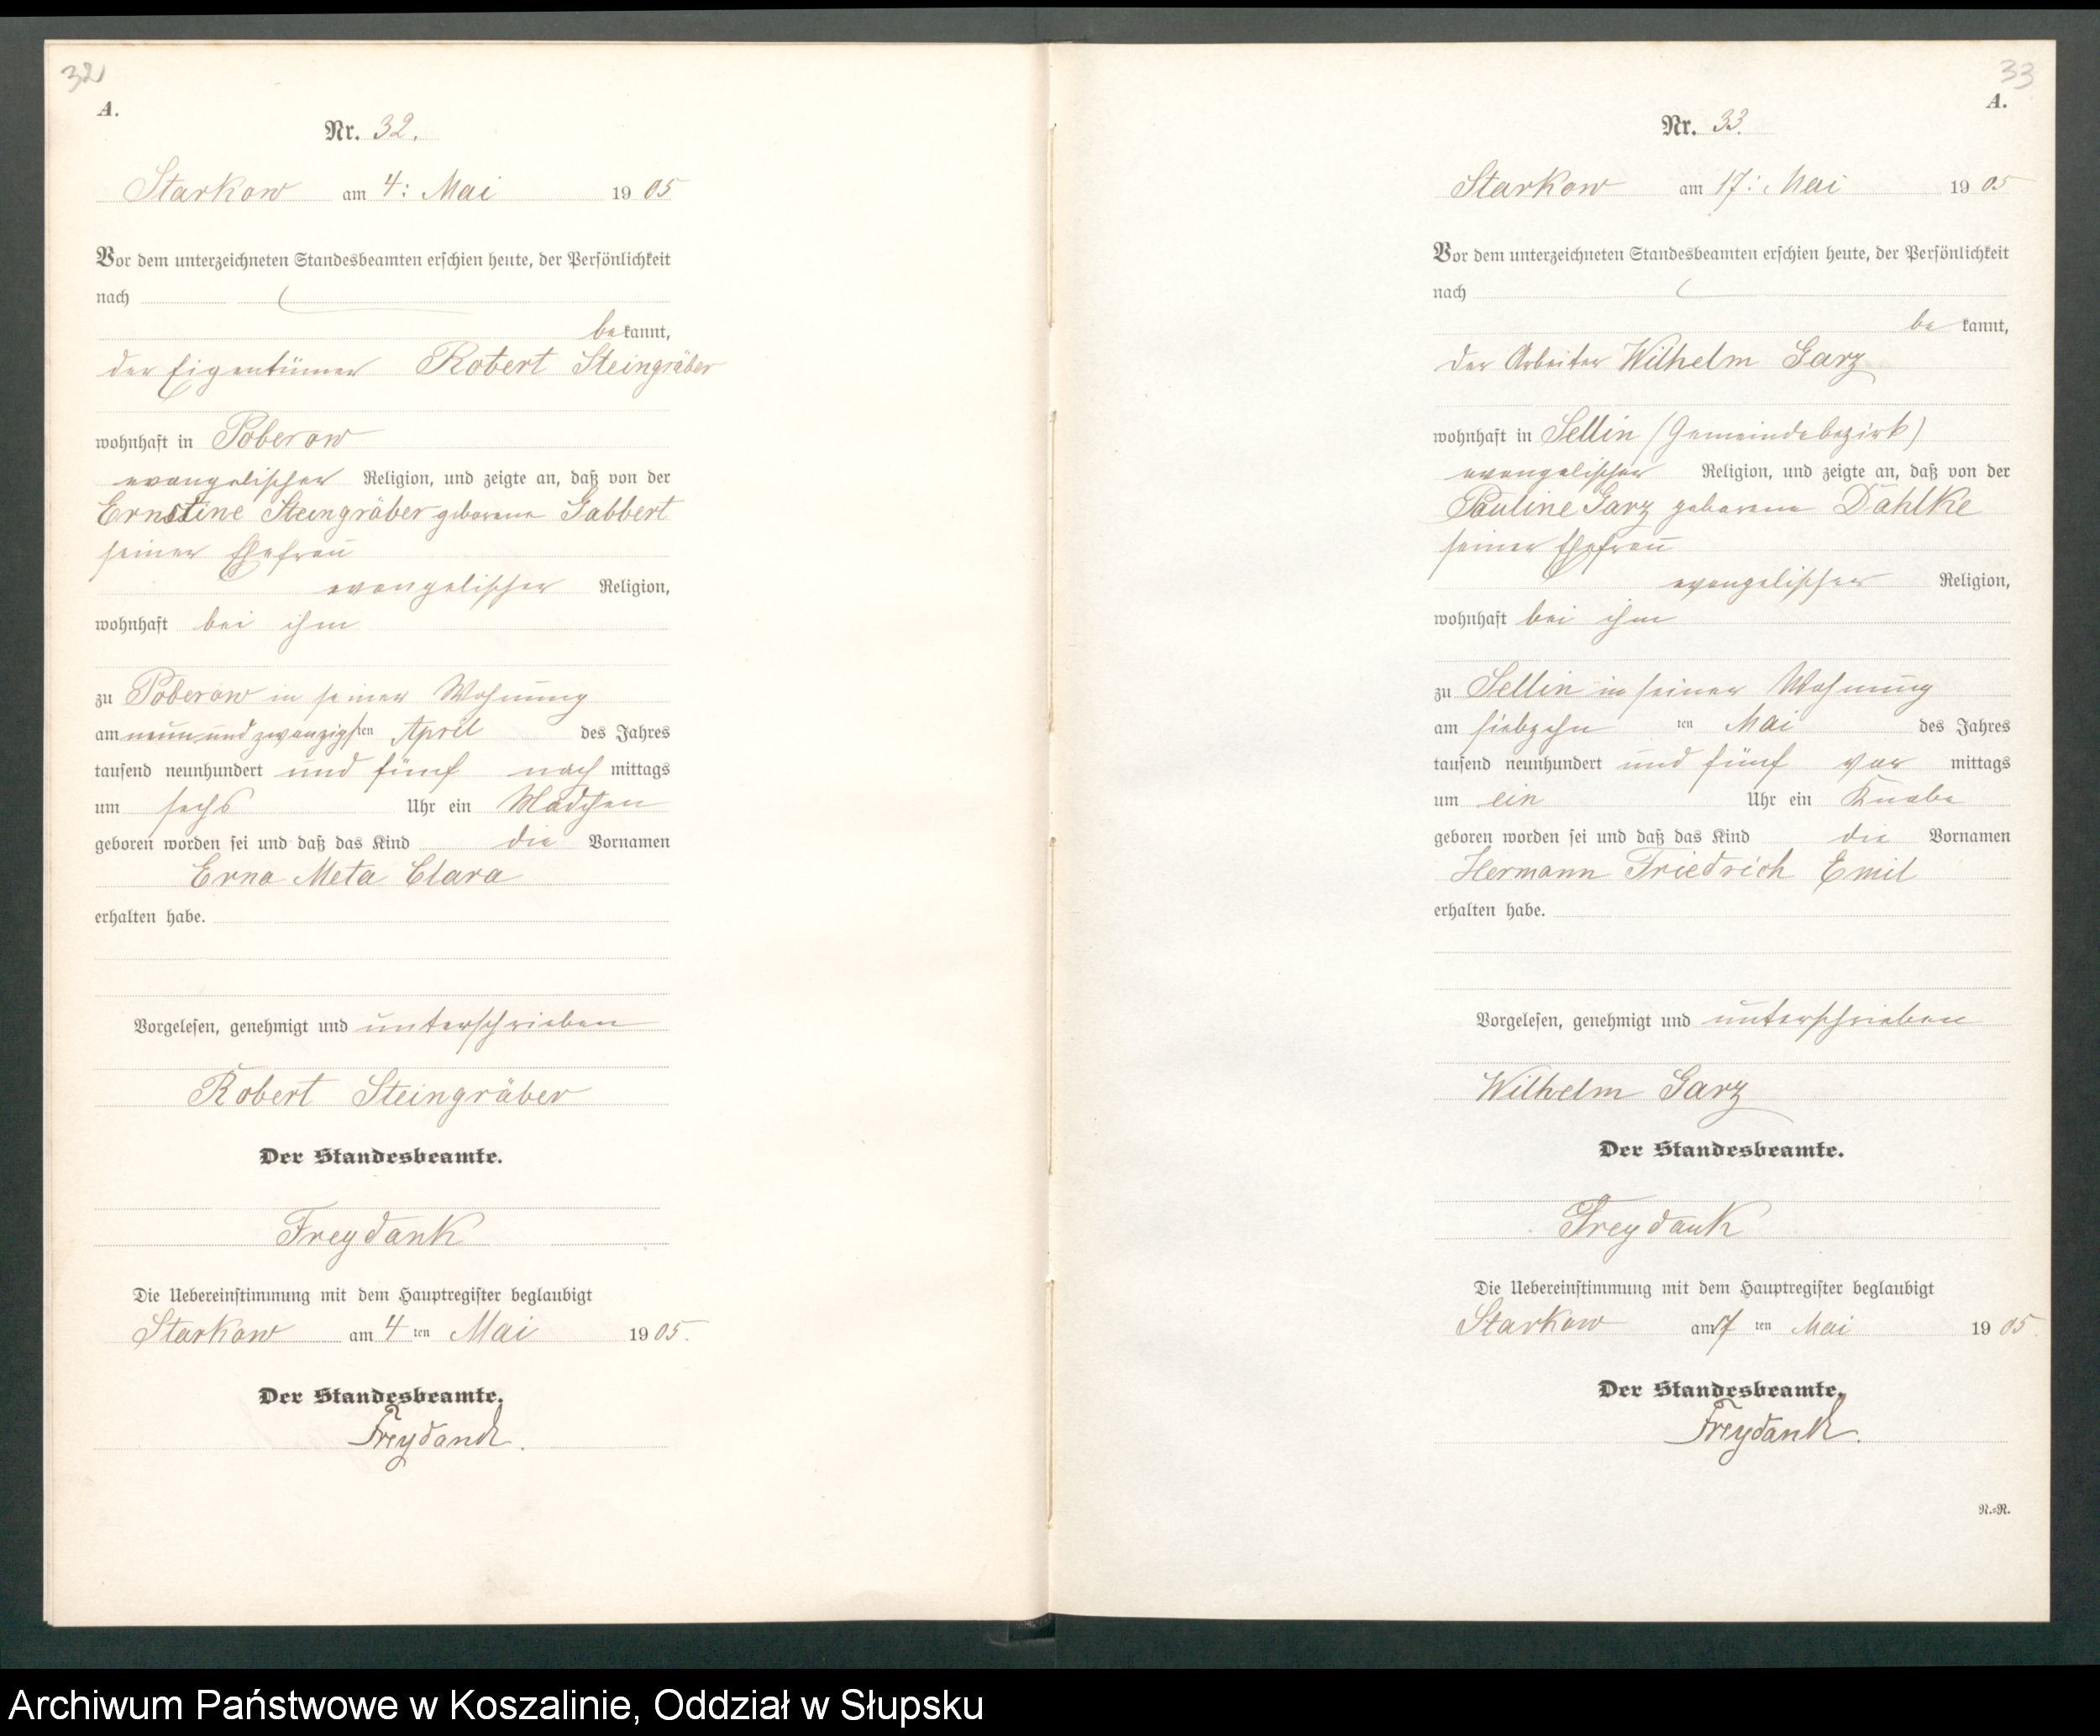 32
A.
Nr. 32.
Starkow am 4: Mai 1905
Vor dem unterzeichneten Standesbeamten erschien heute, der Persönlichkeit
nach
bekannt,
der Eigentümer Robert Steingräber
wohnhaft in Poberow
evangelischer Religion, und zeigte an, daß von der
Ernstine Steingräber geborene Gabbert
seiner Ehefrau
evangelischer Religion,
wohnhaft bei ihm
zu Poberow in seiner Wohnung
am neun und zwanzigsten April des Jahres
tausend neunhundert und fünf nachmittags
um sechs Uhr ein Mädchen
geboren worden sei und daß das Kind die Vornamen
Erna Meta Clara
erhalten habe.
Vorgelesen, genehmigt und unterschrieben
Robert Steingräber
Der Standesbeamte.
Freydank
Die Uebereinstimmung mit dem Hauptregister beglaubigt
Starkow am 4ten Mai 1905.
Der Standesbeamte.
Freydank.
33
A.
Nr. 33.
Starkow am 17: Mai 1905
Vor dem unterzeichneten Standesbeamten erschien heute, der Persönlichkeit
nach
bekannt,
der Arbeiter Wilhelm Garz
wohnhaft in Sellin (Gemeindebezirk)
evangelischer Religion, und zeigte an, daß von der
Pauline Garz geborene Dahlke
seiner Ehefrau
evangelischer Religion,
wohnhaft bei ihm
zu Sellin in seiner Wohnung
am siebzehnten Mai des Jahres
tausend neunhundert und fünf vormittags
um ein Uhr ein Knabe
geboren worden sei und daß das Kind die Vornamen
Hermann Friedrich Emil
erhalten habe.
Vorgelesen, genehmigt und unterschrieben
Wilhelm Garz
Der Standesbeamte.
Freydank
Die Uebereinstimmung mit dem Hauptregister beglaubigt
Starkow am 17ten Mai 1905.
Der Standesbeamte.
Freydank.
N.=R.
Archiwum Państwowe w Koszalinie, Oddział w Słupsku